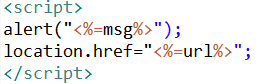 <script>
alert("<%=msg%>");
location.href="<%=url%>";
</script>